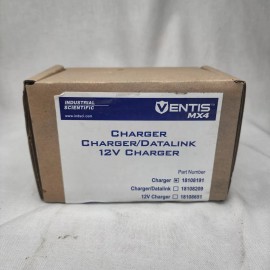 INDUSTRIAL
SCIENTIFIC
www.indsci.com
VENTIS
MX4
CHARGER
CHARGER/DATALINK
12V CHARGER
Part Number
Charger 18108191
Charger/Datalink 18108209
12V Charger 18108651